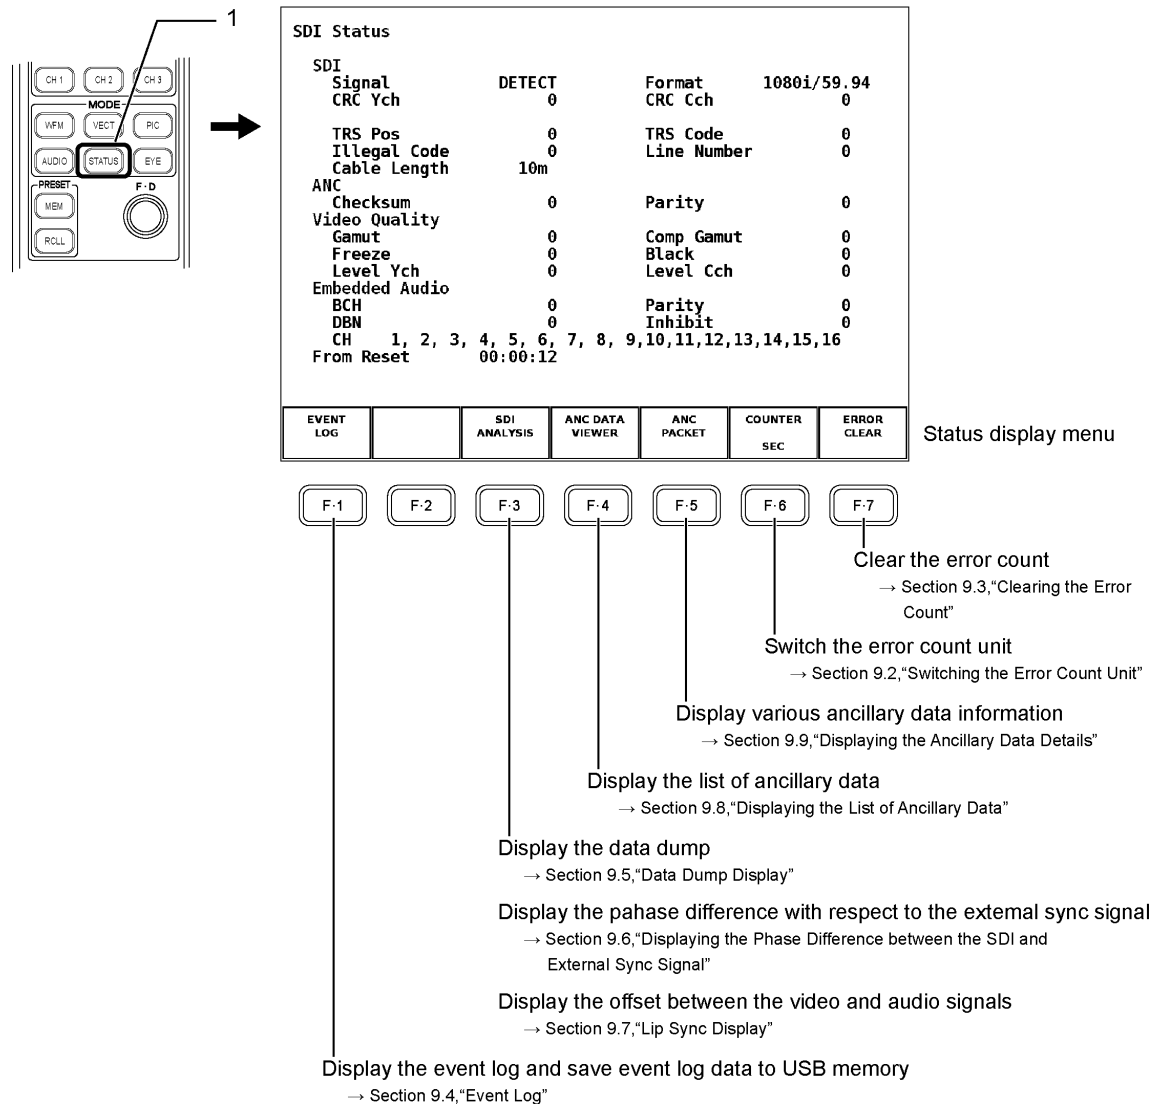 1
CH 1 CH 2 CH 3
MODE
WFM VECT PIC
AUDIO STATUS EYE
PRESET F·D
MEM
RCLL
SDI Status
SDI
Signal DETECT Format 1080i/59.94
CRC Ych 0 CRC Cch 0
TRS Pos 0 TRS Code 0
Illegal Code 0 Line Number 0
Cable Length 10m
ANC
Checksum 0 Parity 0
Video Quality
Gamut 0 Comp Gamut 0
Freeze 0 Black 0
Level Ych 0 Level Cch 0
Embedded Audio
BCH 0 Parity 0
DBN 0 Inhibit 0
CH 1, 2, 3, 4, 5, 6, 7, 8, 9,10,11,12,13,14,15,16
From Reset 00:00:12
EVENT LOG
SDI ANALYSIS
ANC DATA VIEWER
ANC PACKET
COUNTER SEC
ERROR CLEAR
Status display menu
F·1 F·2 F·3 F·4 F·5 F·6 F·7
Clear the error count
→ Section 9.3,“Clearing the Error
Count”
Switch the error count unit
→ Section 9.2,“Switching the Error Count Unit”
Display various ancillary data information
→ Section 9.9,“Displaying the Ancillary Data Details”
Display the list of ancillary data
→ Section 9.8,“Displaying the List of Ancillary Data”
Display the data dump
→ Section 9.5,“Data Dump Display”
Display the pahase difference with respect to the external sync signal
→ Section 9.6,“Displaying the Phase Difference between the SDI and
External Sync Signal”
Display the offset between the video and audio signals
→ Section 9.7,“Lip Sync Display”
Display the event log and save event log data to USB memory
→ Section 9.4,“Event Log”